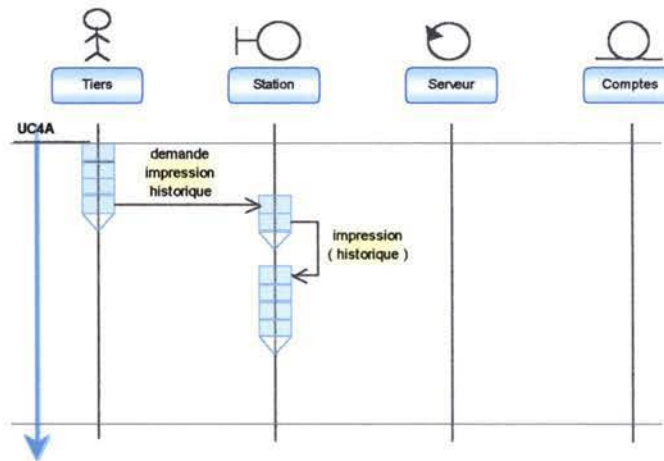 Tiers
Station
Serveur
Comptes
UC4A
demande
impression
historique
impression
( historique )